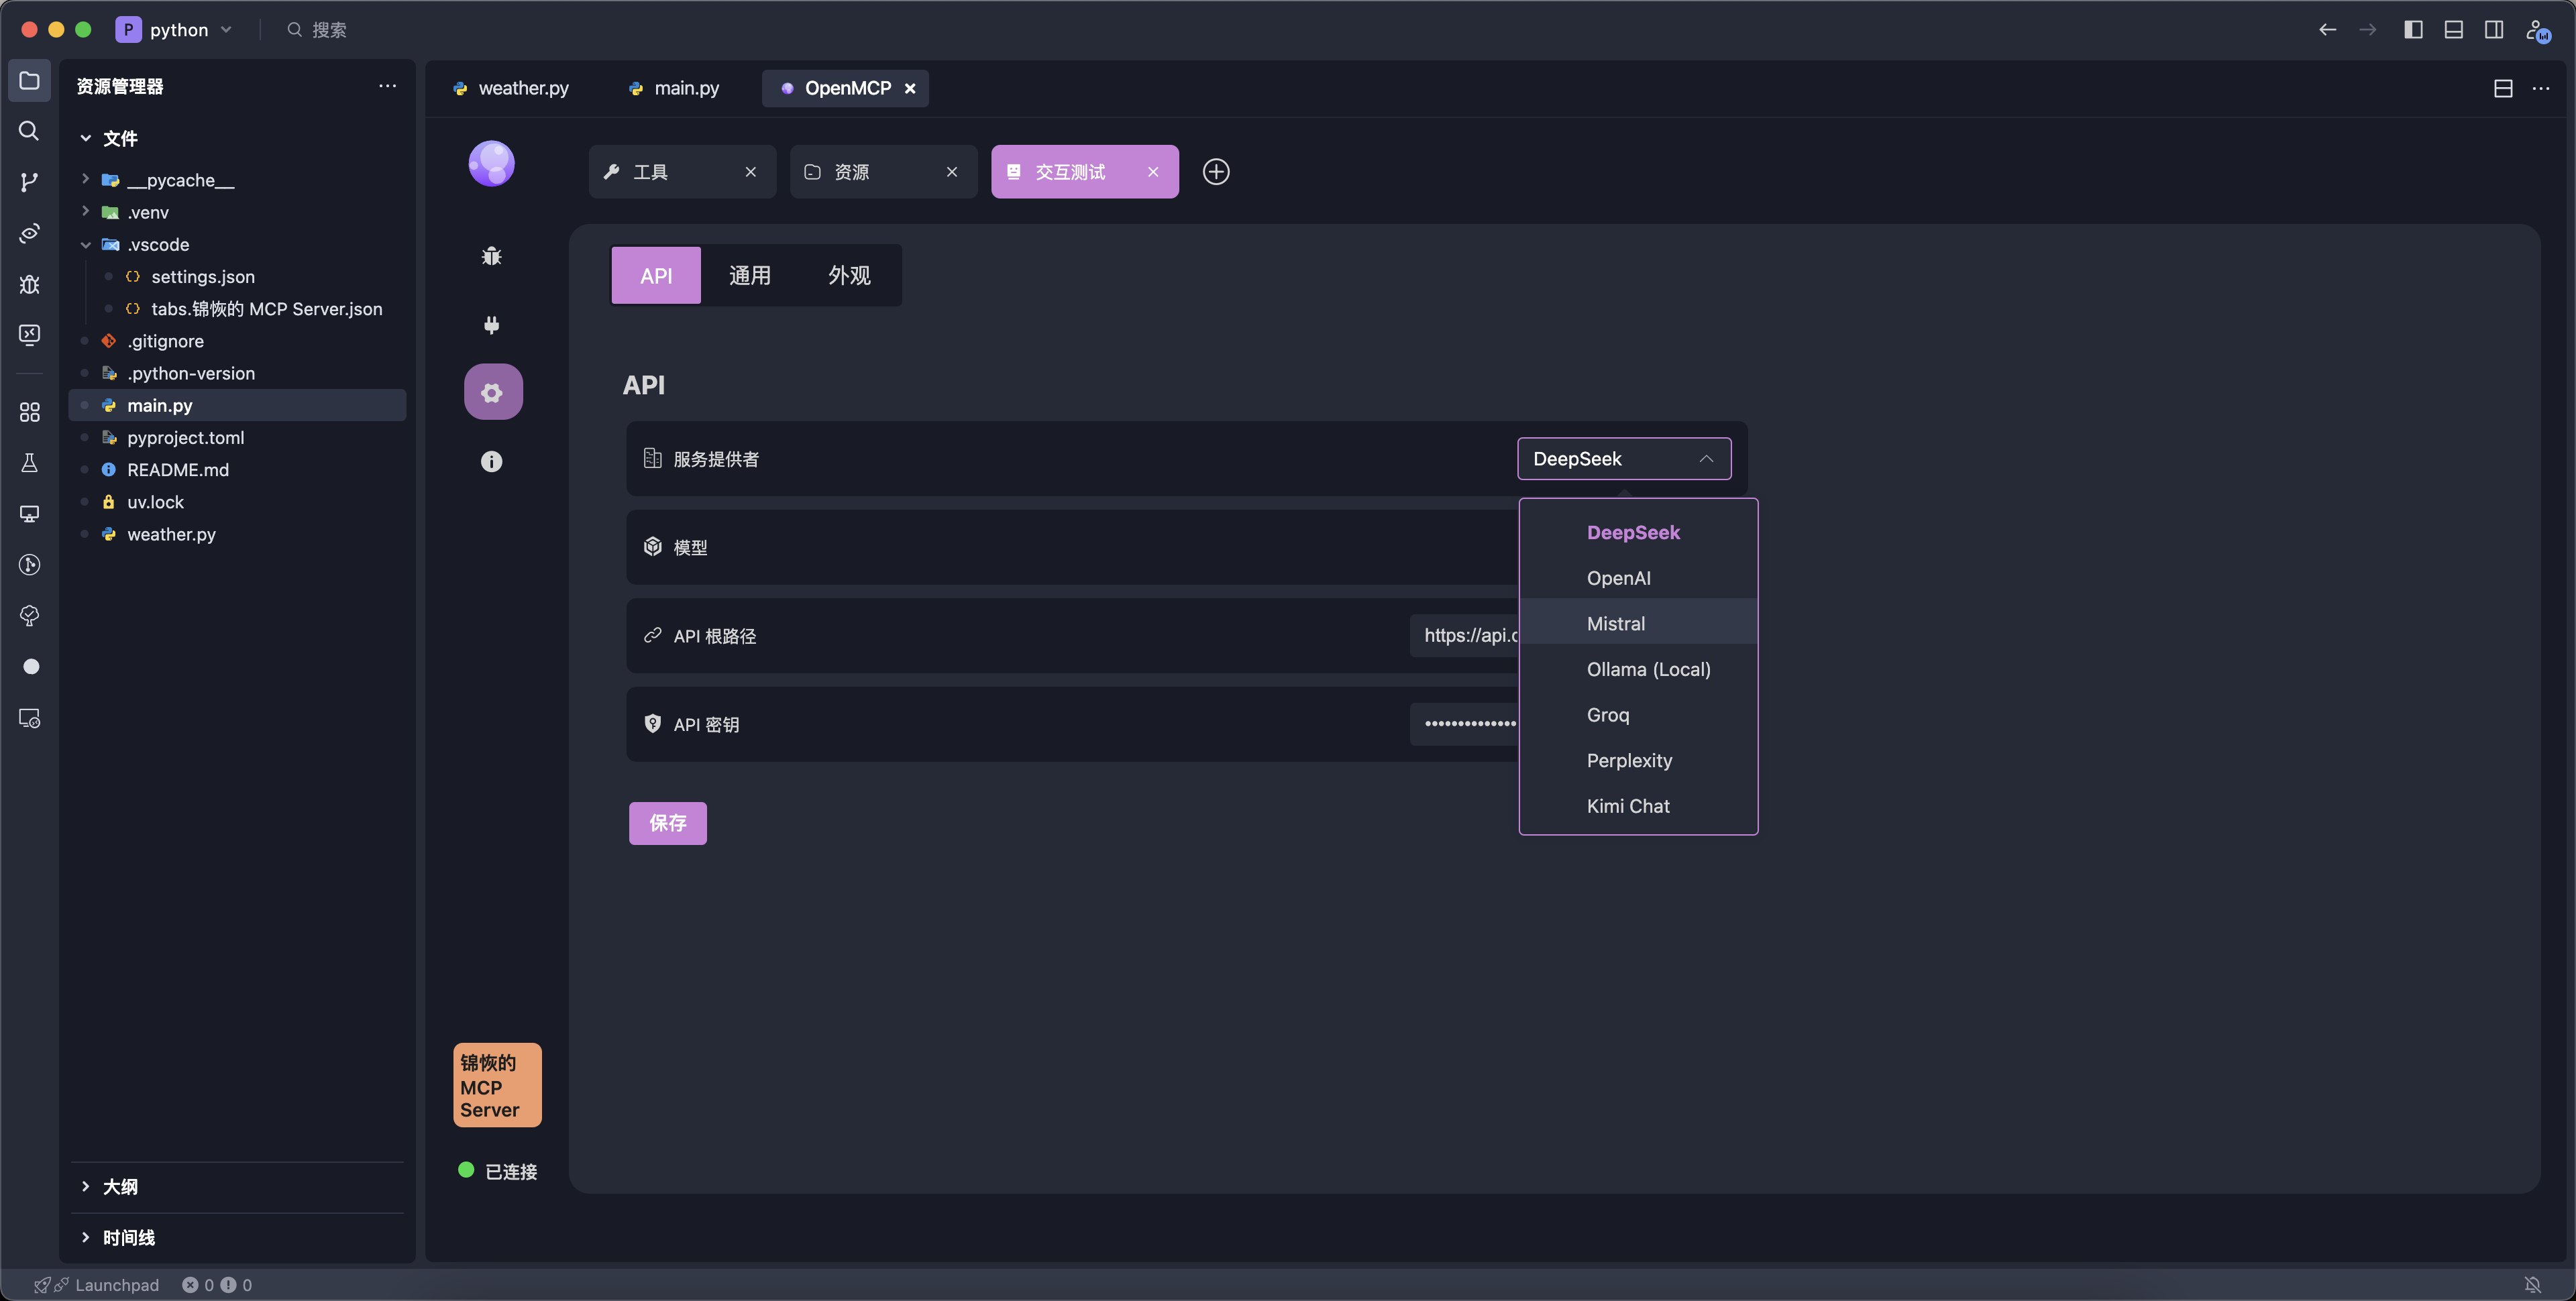 P python
搜索
资源管理器
文件
__pycache__
.venv
.vscode
settings.json
tabs.锦恢的 MCP Server.json
.gitignore
.python-version
main.py
pyproject.toml
README.md
uv.lock
weather.py
大纲
时间线
weather.py
main.py
OpenMCP
工具
资源
交互测试
API
通用
外观
API
服务提供者
DeepSeek
模型
API 根路径
https://api.
API 密钥
保存
DeepSeek
OpenAI
Mistral
Ollama (Local)
Groq
Perplexity
Kimi Chat
锦恢的
MCP
Server
已连接
Launchpad
0
0